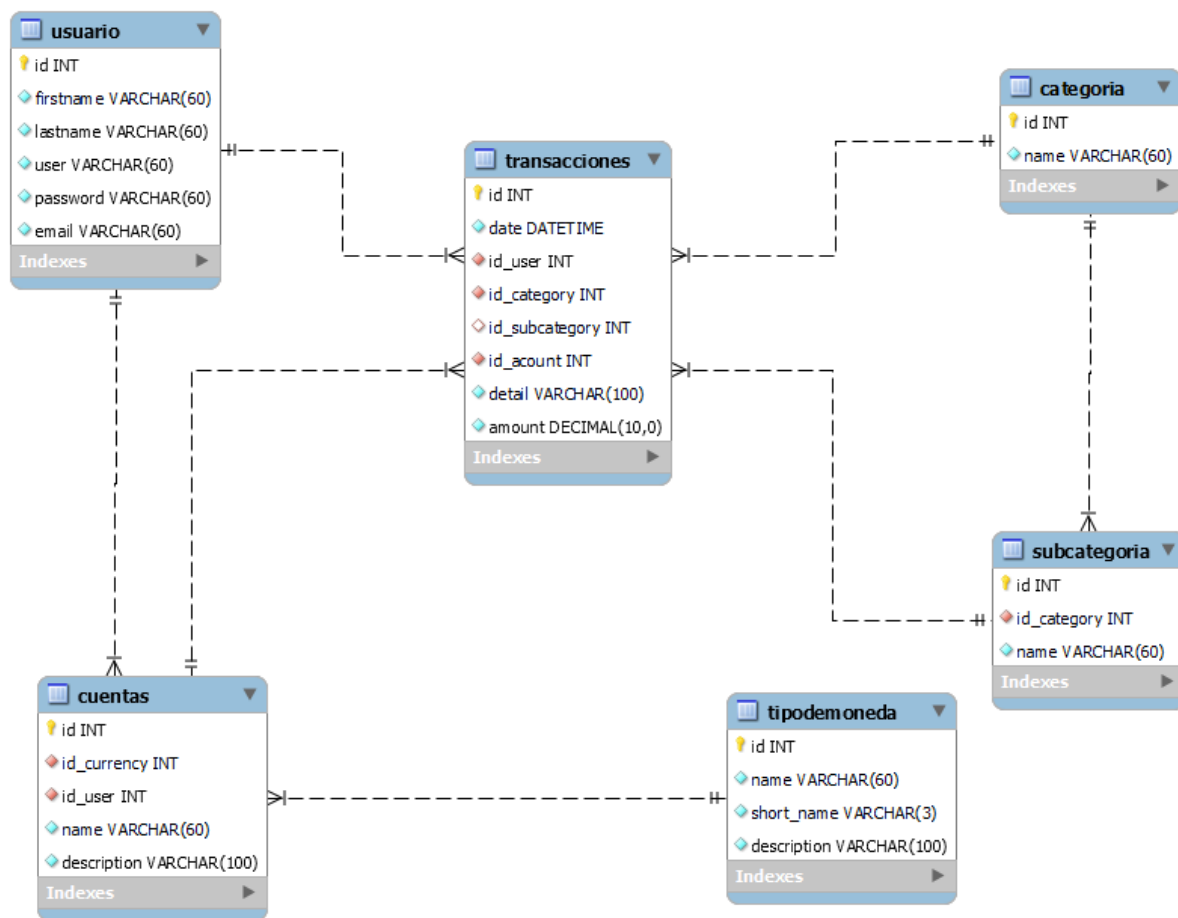 usuario
id INT
firstname VARCHAR(60)
lastname VARCHAR(60)
user VARCHAR(60)
password VARCHAR(60)
email VARCHAR(60)
Indexes
transacciones
id INT
date DATETIME
id_user INT
id_category INT
id_subcategory INT
id_acount INT
detail VARCHAR(100)
amount DECIMAL(10,0)
Indexes
categoria
id INT
name VARCHAR(60)
Indexes
subcategoria
id INT
id_category INT
name VARCHAR(60)
Indexes
cuentas
id INT
id_currency INT
id_user INT
name VARCHAR(60)
description VARCHAR(100)
Indexes
tipodemoneda
id INT
name VARCHAR(60)
short_name VARCHAR(3)
description VARCHAR(100)
Indexes